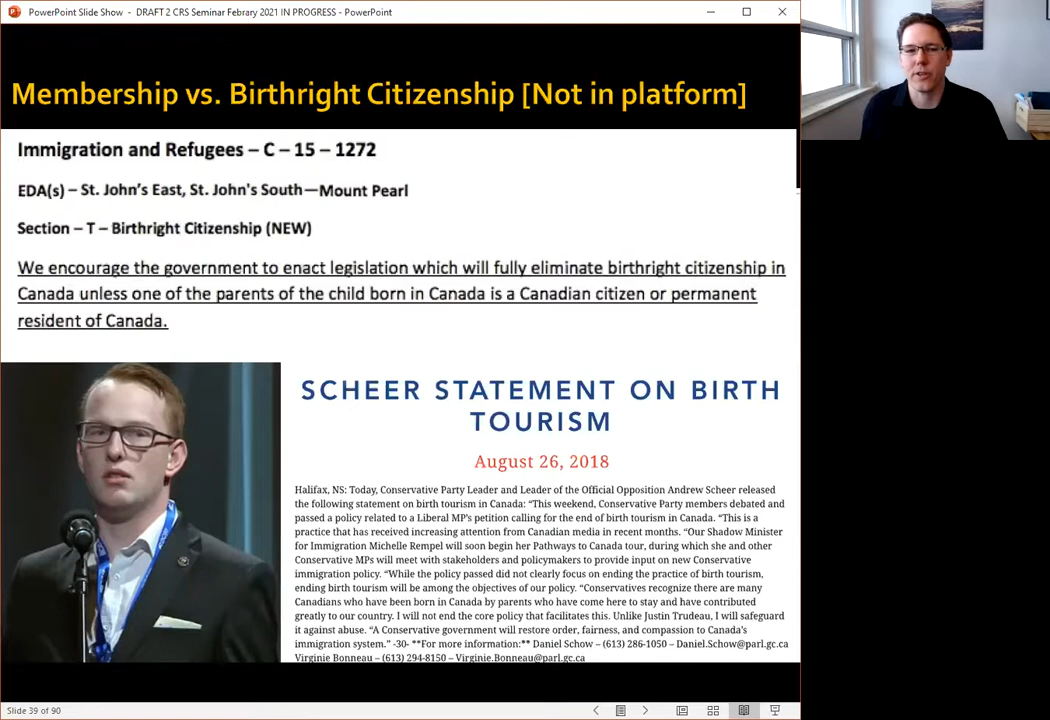 PowerPoint Slide Show - DRAFT 2 CRS Seminar Febrary 2021 IN PROGRESS - PowerPoint
Membership vs. Birthright Citizenship [Not in platform]
Immigration and Refugees – C – 15 – 1272
EDA(s) – St. John's East, St. John's South—Mount Pearl
Section – T – Birthright Citizenship (NEW)
We encourage the government to enact legislation which will fully eliminate birthright citizenship in
Canada unless one of the parents of the child born in Canada is a Canadian citizen or permanent
resident of Canada.
SCHEER STATEMENT ON BIRTH
TOURISM
August 26, 2018
Halifax, NS: Today, Conservative Party Leader and Leader of the Official Opposition Andrew Scheer released
the following statement on birth tourism in Canada: “This weekend, Conservative Party members debated and
passed a policy related to a Liberal MP's petition calling for the end of birth tourism in Canada. “This is a
practice that has received increasing attention from Canadian media in recent months. “Our Shadow Minister
for Immigration Michelle Rempel will soon begin her Pathways to Canada tour, during which she and other
Conservative MPs will meet with stakeholders and policymakers to provide input on new Conservative
immigration policy. “While the policy passed did not clearly focus on ending the practice of birth tourism,
ending birth tourism will be among the objectives of our policy. “Conservatives recognize there are many
Canadians who have been born in Canada by parents who have come here to stay and have contributed
greatly to our country. I will not end the core policy that facilitates this. Unlike Justin Trudeau, I will safeguard
it against abuse. “A Conservative government will restore order, fairness, and compassion to Canada's
immigration system.” -30- **For more information:** Daniel Schow – (613) 286-1050 – Daniel.Schow@parl.gc.ca
Virginie Bonneau – (613) 294-8150 – Virginie.Bonneau@parl.gc.ca
Slide 39 of 90